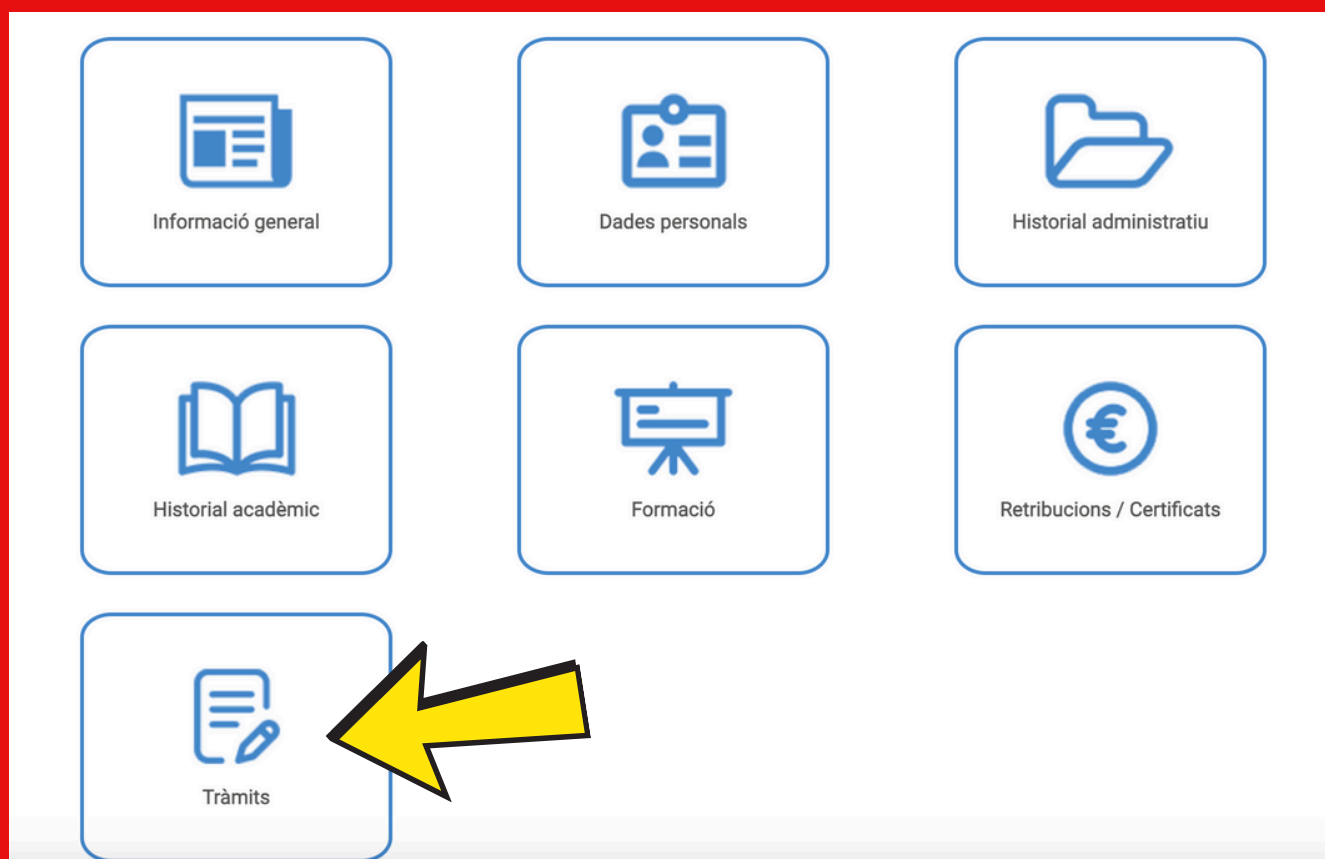 Informació general
Dades personals
Historial administratiu
Historial acadèmic
Formació
Retribucions / Certificats
Tràmits